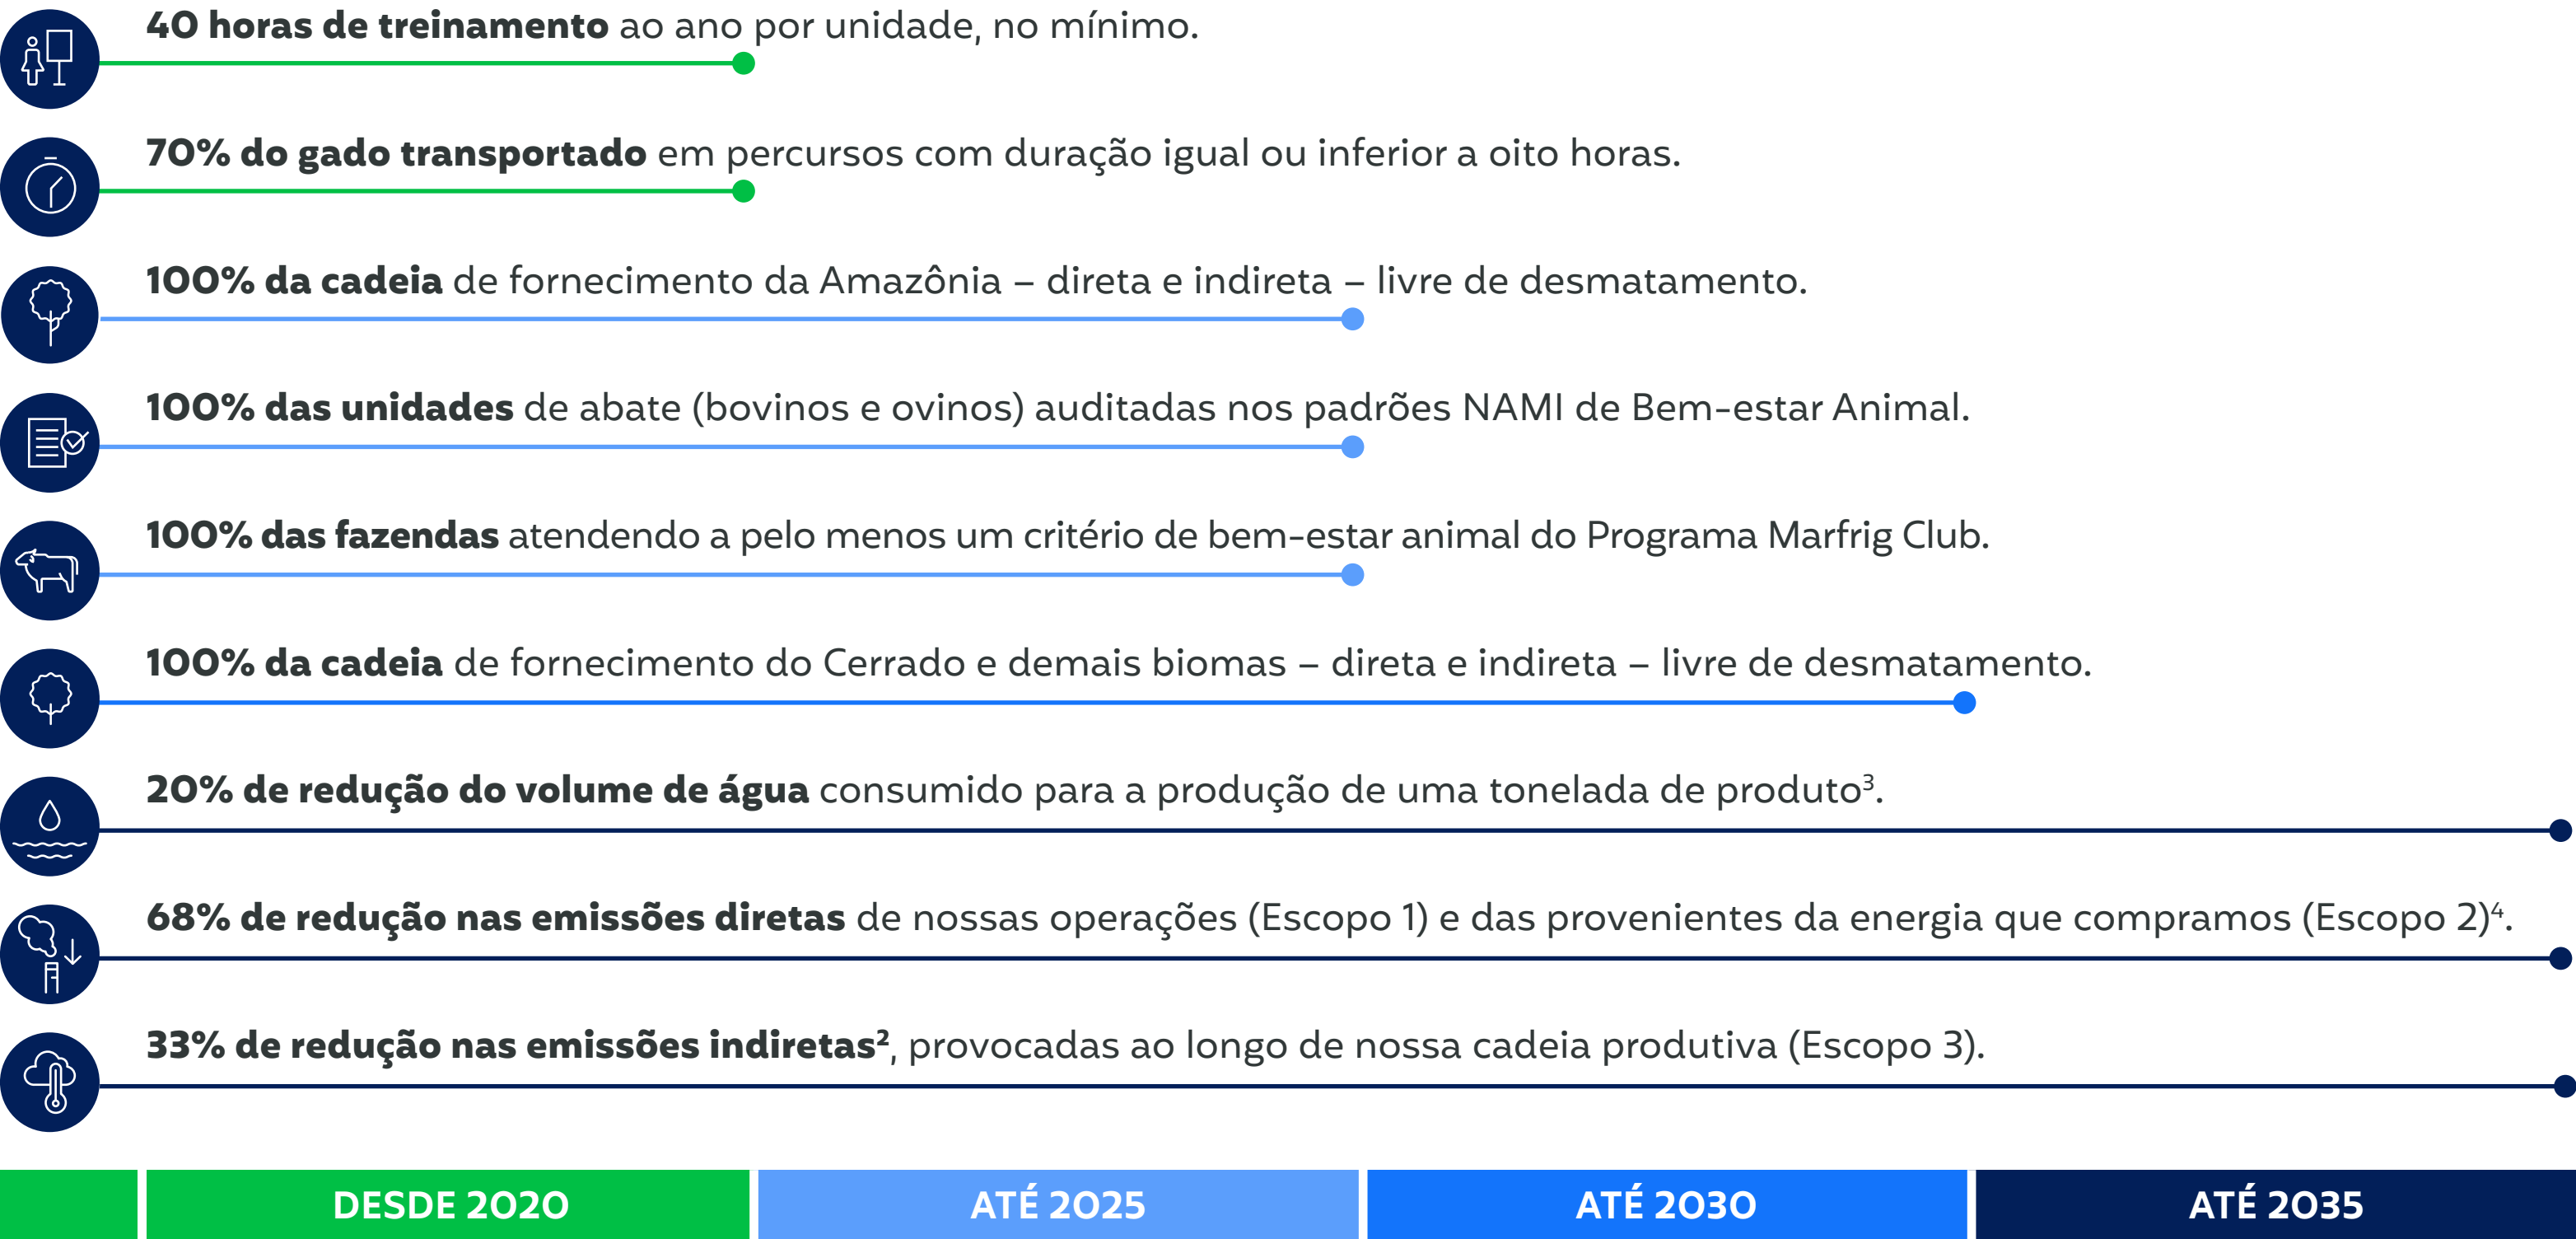 40 horas de treinamento ao ano por unidade, no mínimo.
70% do gado transportado em percursos com duração igual ou inferior a oito horas.
100% da cadeia de fornecimento da Amazônia – direta e indireta – livre de desmatamento.
100% das unidades de abate (bovinos e ovinos) auditadas nos padrões NAMI de Bem-estar Animal.
100% das fazendas atendendo a pelo menos um critério de bem-estar animal do Programa Marfrig Club.
100% da cadeia de fornecimento do Cerrado e demais biomas – direta e indireta – livre de desmatamento.
20% de redução do volume de água consumido para a produção de uma tonelada de produto³.
68% de redução nas emissões diretas de nossas operações (Escopo 1) e das provenientes da energia que compramos (Escopo 2)⁴.
33% de redução nas emissões indiretas², provocadas ao longo de nossa cadeia produtiva (Escopo 3).
DESDE 2020 ATÉ 2025 ATÉ 2030 ATÉ 2035